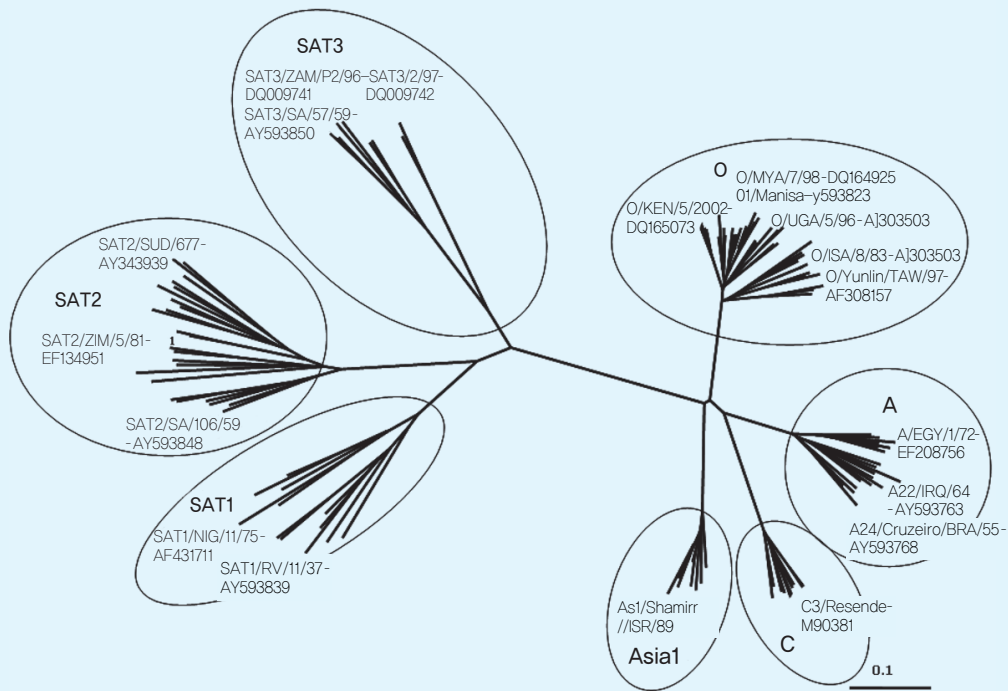 SAT3
SAT3/ZAM/P2/96–SAT3/2/97-
DQ009741 DQ009742
SAT3/SA/57/59-
AY593850
O
O/MYA/7/98-DQ164925
01/Manisa–y593823
O/KEN/5/2002-
DQ165073
O/UGA/5/96-A]303503
O/ISA/8/83-A]303503
O/Yunlin/TAW/97-
AF308157
SAT2/SUD/677-
AY343939
SAT2
SAT2/ZIM/5/81-
EF134951
1
SAT2/SA/106/59
-AY593848
A
A/EGY/1/72-
EF208756
A22/IRQ/64
-AY593763
A24/Cruzeiro/BRA/55-
AY593768
SAT1
SAT1/NIG/11/75-
AF431711
SAT1/RV/11/37-
AY593839
As1/Shamirr
//ISR/89
Asia1
C3/Resende-
M90381
C
0.1